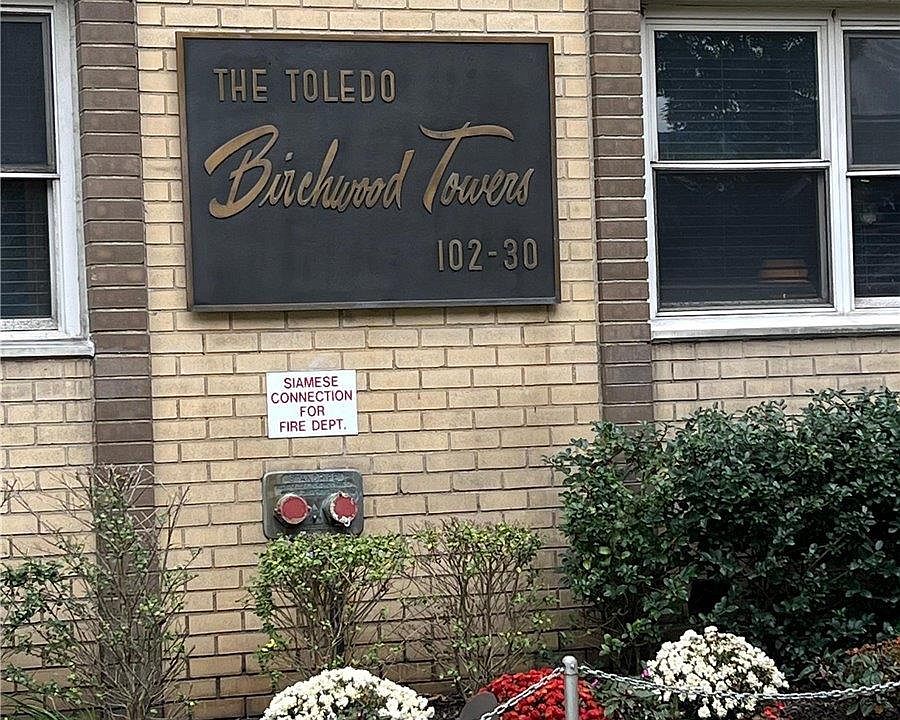 THE TOLEDO
Birchwood Towers
102-30
SIAMESE
CONNECTION
FOR
FIRE DEPT.